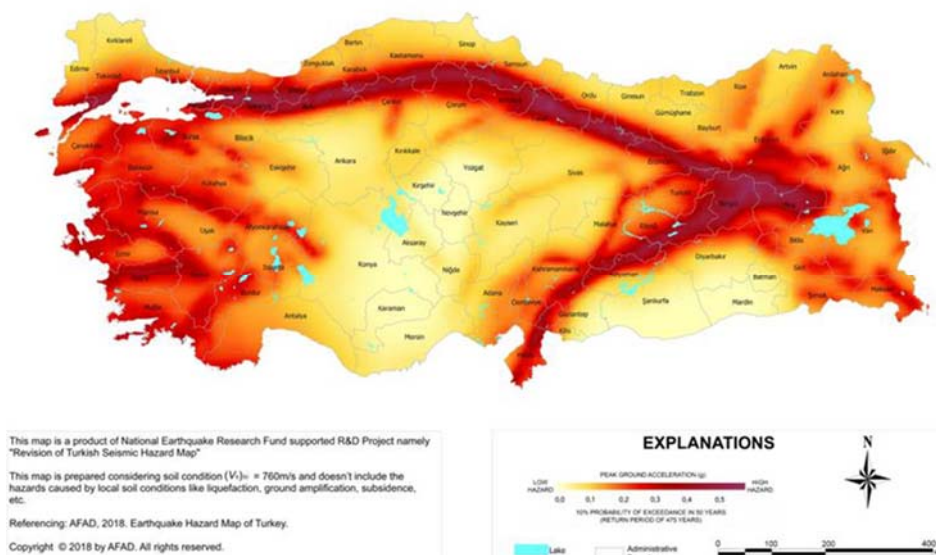 Kırklareli
Edirne
Tekirdağ
İstanbul
Zonguldak
Bartın
Karabük
Kastamonu
Sinop
Samsun
Ordu
Giresun
Trabzon
Rize
Artvin
Ardahan
Kars
Gümüşhane
Bayburt
Iğdır
Ağrı
Çanakkale
Bursa
Bilecik
Eskişehir
Ankara
Çankırı
Çorum
Kırıkkale
Yozgat
Sivas
Erzincan
Tunceli
Bingöl
Balıkesir
Kütahya
Manisa
Uşak
Afyonkarahisar
Kırşehir
Nevşehir
Kayseri
Malatya
Elazığ
Bitlis
Van
İzmir
Isparta
Burdur
Konya
Aksaray
Niğde
Kahramanmaraş
Diyarbakır
Siirt
Batman
Muğla
Antalya
Karaman
Mersin
Adana
Osmaniye
Gaziantep
Kilis
Şanlıurfa
Mardin
Şırnak
This map is a product of National Earthquake Research Fund supported R&D Project namely
"Revision of Turkish Seismic Hazard Map"
This map is prepared considering soil condition = 760m/s and doesn't include the
hazards caused by local soil conditions like liquefaction, ground amplification, subsidence,
etc.
Referencing: AFAD, 2018. Earthquake Hazard Map of Turkey.
Copyright © 2018 by AFAD. All rights reserved.
EXPLANATIONS
N
PEAK GROUND ACCELERATION (g)
LOW HAZARD
HIGH HAZARD
0,0 0,1 0,2 0,3 0,4 0,5
10% PROBABILITY OF EXCEEDANCE IN 50 YEARS
(RETURN PERIOD OF 475 YEARS)
Lake
Administrative
0 100 200 400